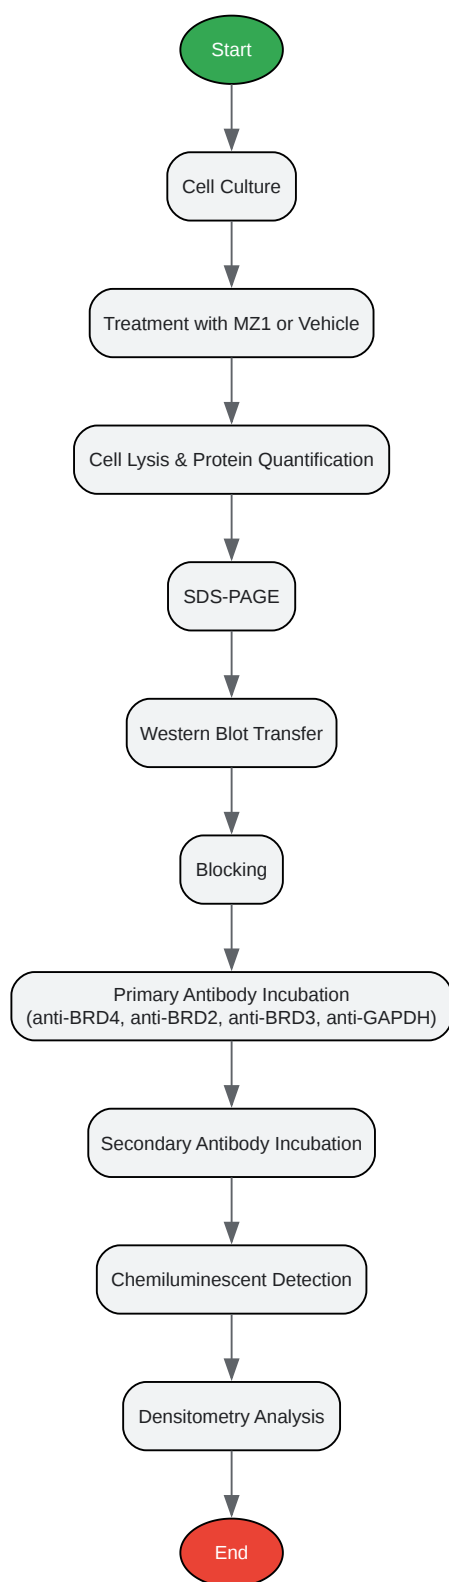 Start
Cell Culture
Treatment with MZ1 or Vehicle
Cell Lysis & Protein Quantification
SDS-PAGE
Western Blot Transfer
Blocking
Primary Antibody Incubation
(anti-BRD4, anti-BRD2, anti-BRD3, anti-GAPDH)
Secondary Antibody Incubation
Chemiluminescent Detection
Densitometry Analysis
End